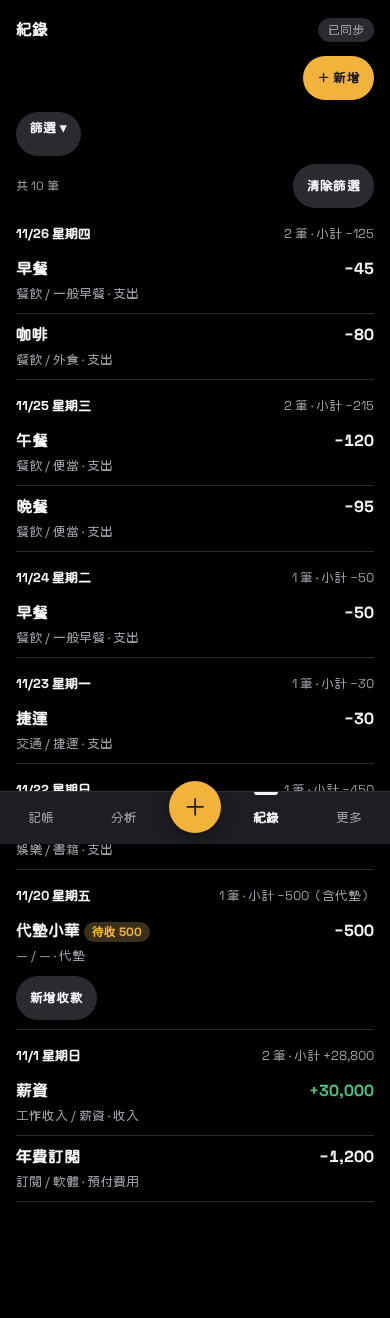 紀錄
已同步
＋ 新增
篩選 ▾
共 10 筆
清除篩選
11/26 星期四
2 筆 · 小計 −125
早餐
−45
餐飲 / 一般早餐 · 支出
咖啡
−80
餐飲 / 外食 · 支出
11/25 星期三
2 筆 · 小計 −215
午餐
−120
餐飲 / 便當 · 支出
晚餐
−95
餐飲 / 便當 · 支出
11/24 星期二
1 筆 · 小計 −50
早餐
−50
餐飲 / 一般早餐 · 支出
11/23 星期一
1 筆 · 小計 −30
捷運
−30
交通 / 捷運 · 支出
11/22 星期日
1 筆 · 小計 −450
記帳
分析
＋
紀錄
更多
娛樂 / 書籍 · 支出
11/20 星期五
1 筆 · 小計 −500（含代墊）
代墊小華 待收 500
−500
— / — · 代墊
新增收款
11/1 星期日
2 筆 · 小計 +28,800
薪資
+30,000
工作收入 / 薪資 · 收入
年費訂閱
−1,200
訂閱 / 軟體 · 預付費用